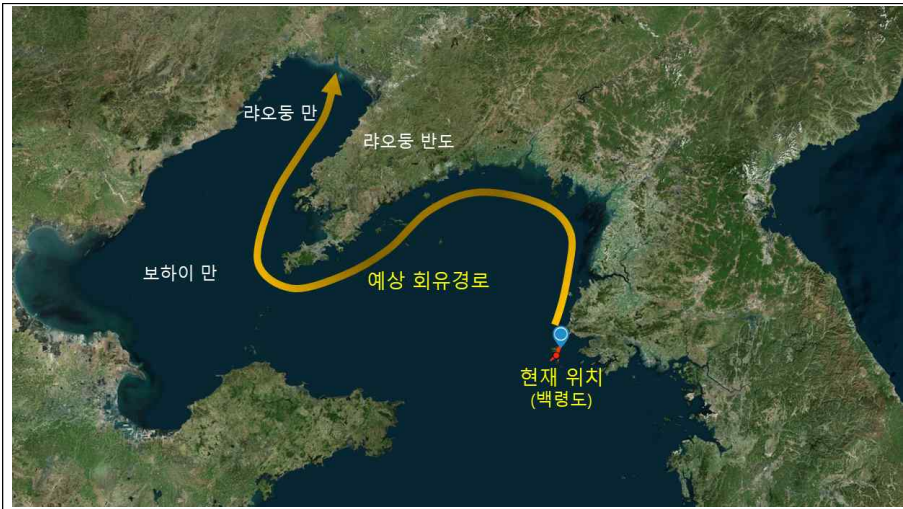 랴오둥 만
랴오둥 반도
보하이 만
예상 회유경로
현재 위치
(백령도)